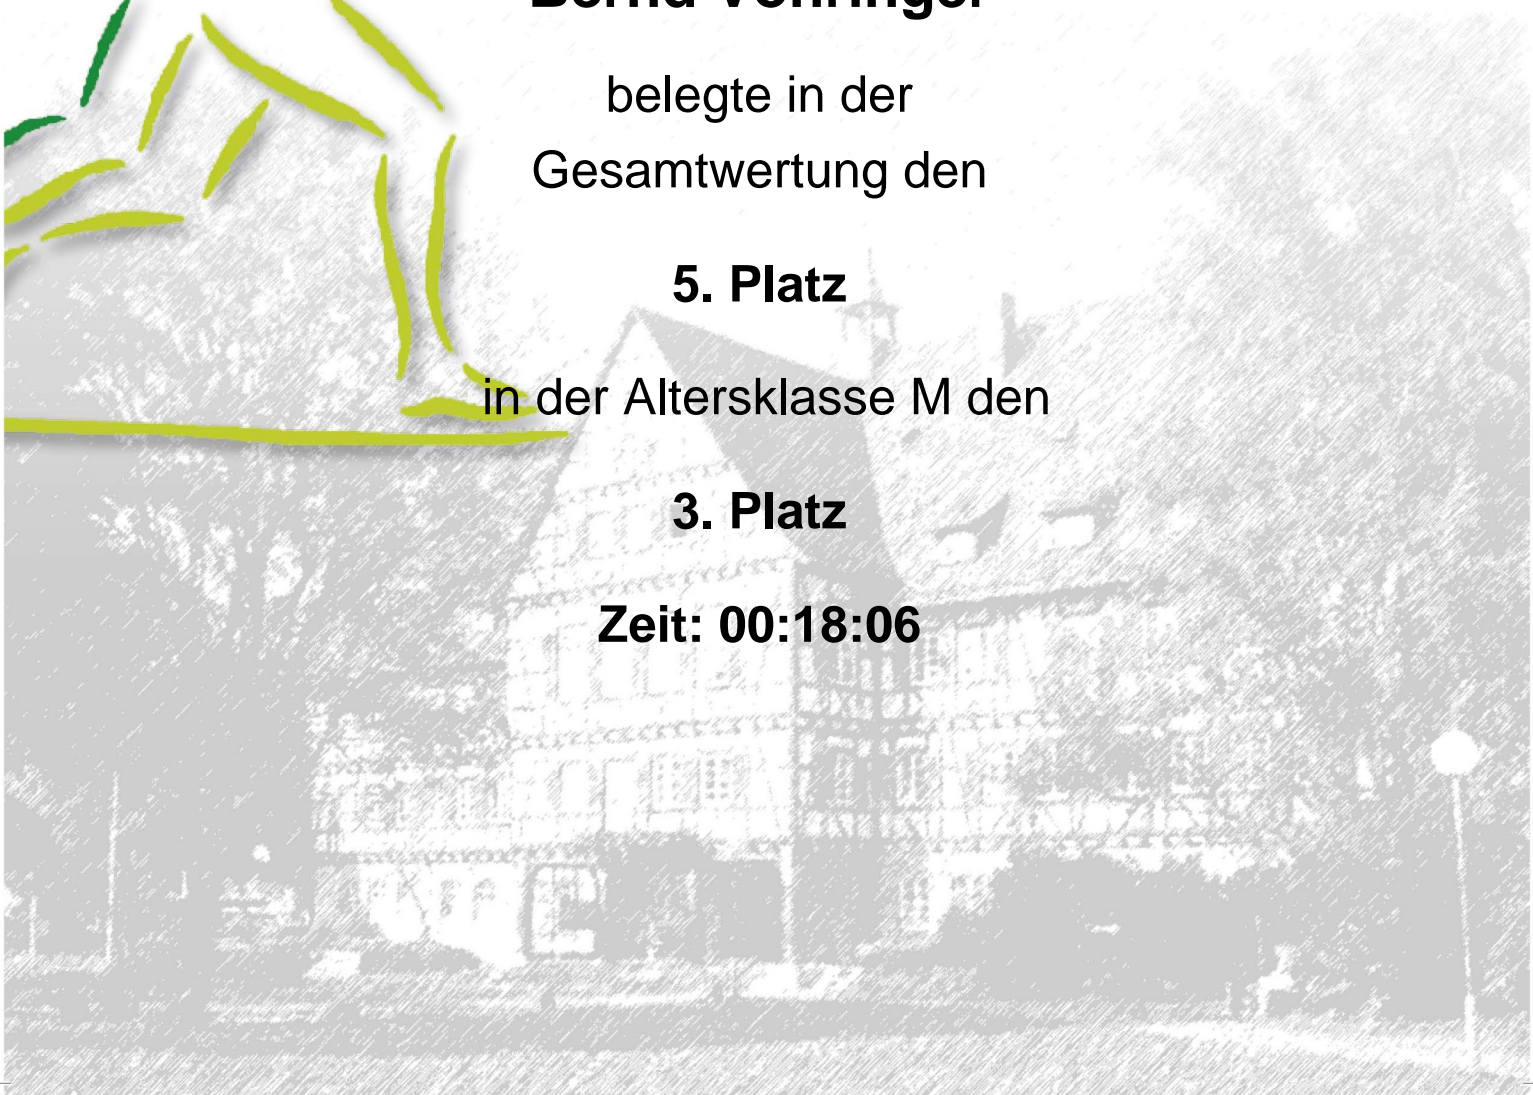 belegte in der
Gesamtwertung den
5. Platz
in der Altersklasse M den
3. Platz
Zeit: 00:18:06